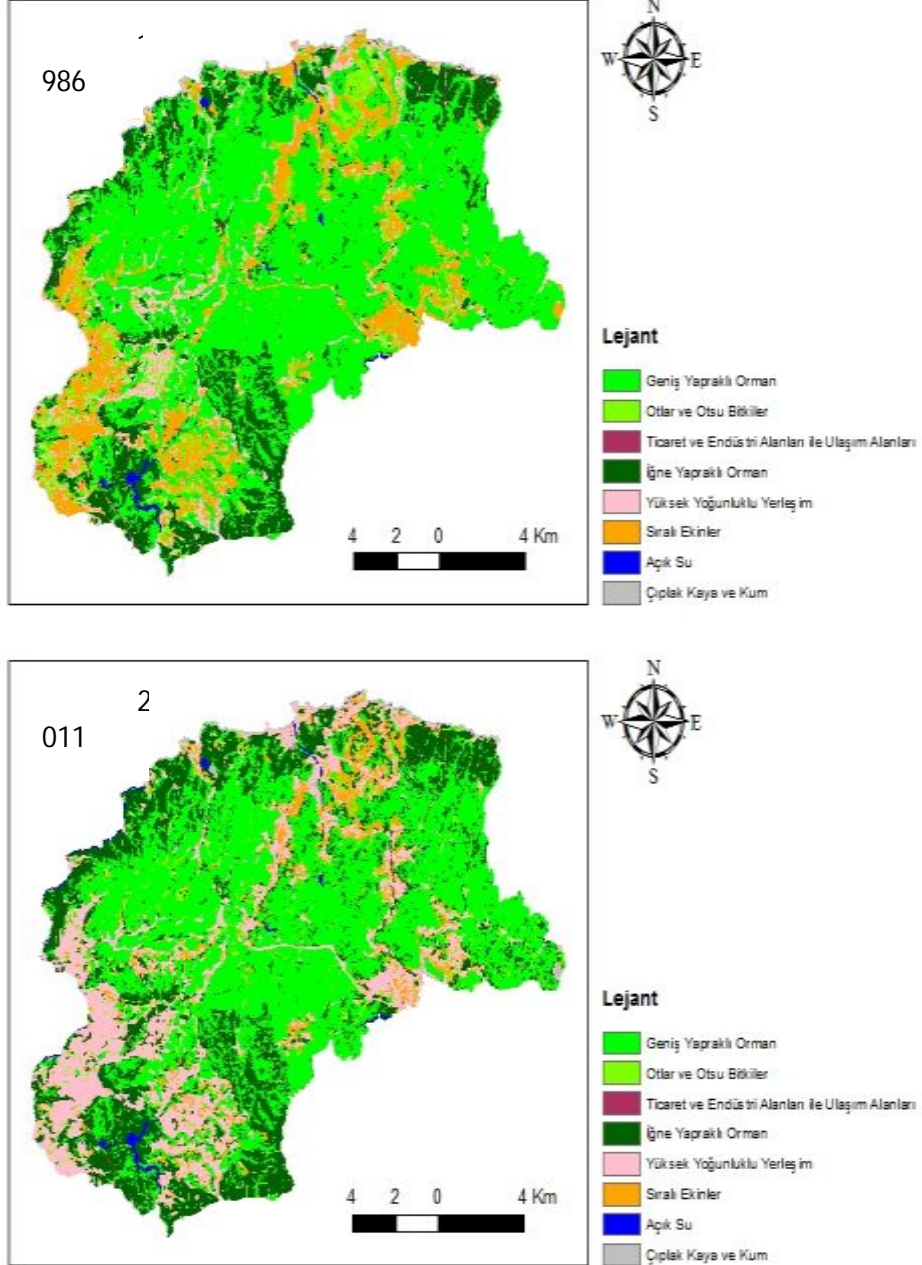 986
N
W E
S
Lejant
Geniş Yapraklı Orman
Otlar ve Otsu Bitkiler
Ticaret ve Endüstri Alanları ile Ulaşım Alanları
İğne Yapraklı Orman
Yüksek Yoğunluklu Yerleşim
Sıralı Ekinler
Açık Su
Çıplak Kaya ve Kum
4 2 0 4 Km
2
011
N
W E
S
Lejant
Geniş Yapraklı Orman
Otlar ve Otsu Bitkiler
Ticaret ve Endüstri Alanları ile Ulaşım Alanları
İğne Yapraklı Orman
Yüksek Yoğunluklu Yerleşim
Sıralı Ekinler
Açık Su
Çıplak Kaya ve Kum
4 2 0 4 Km